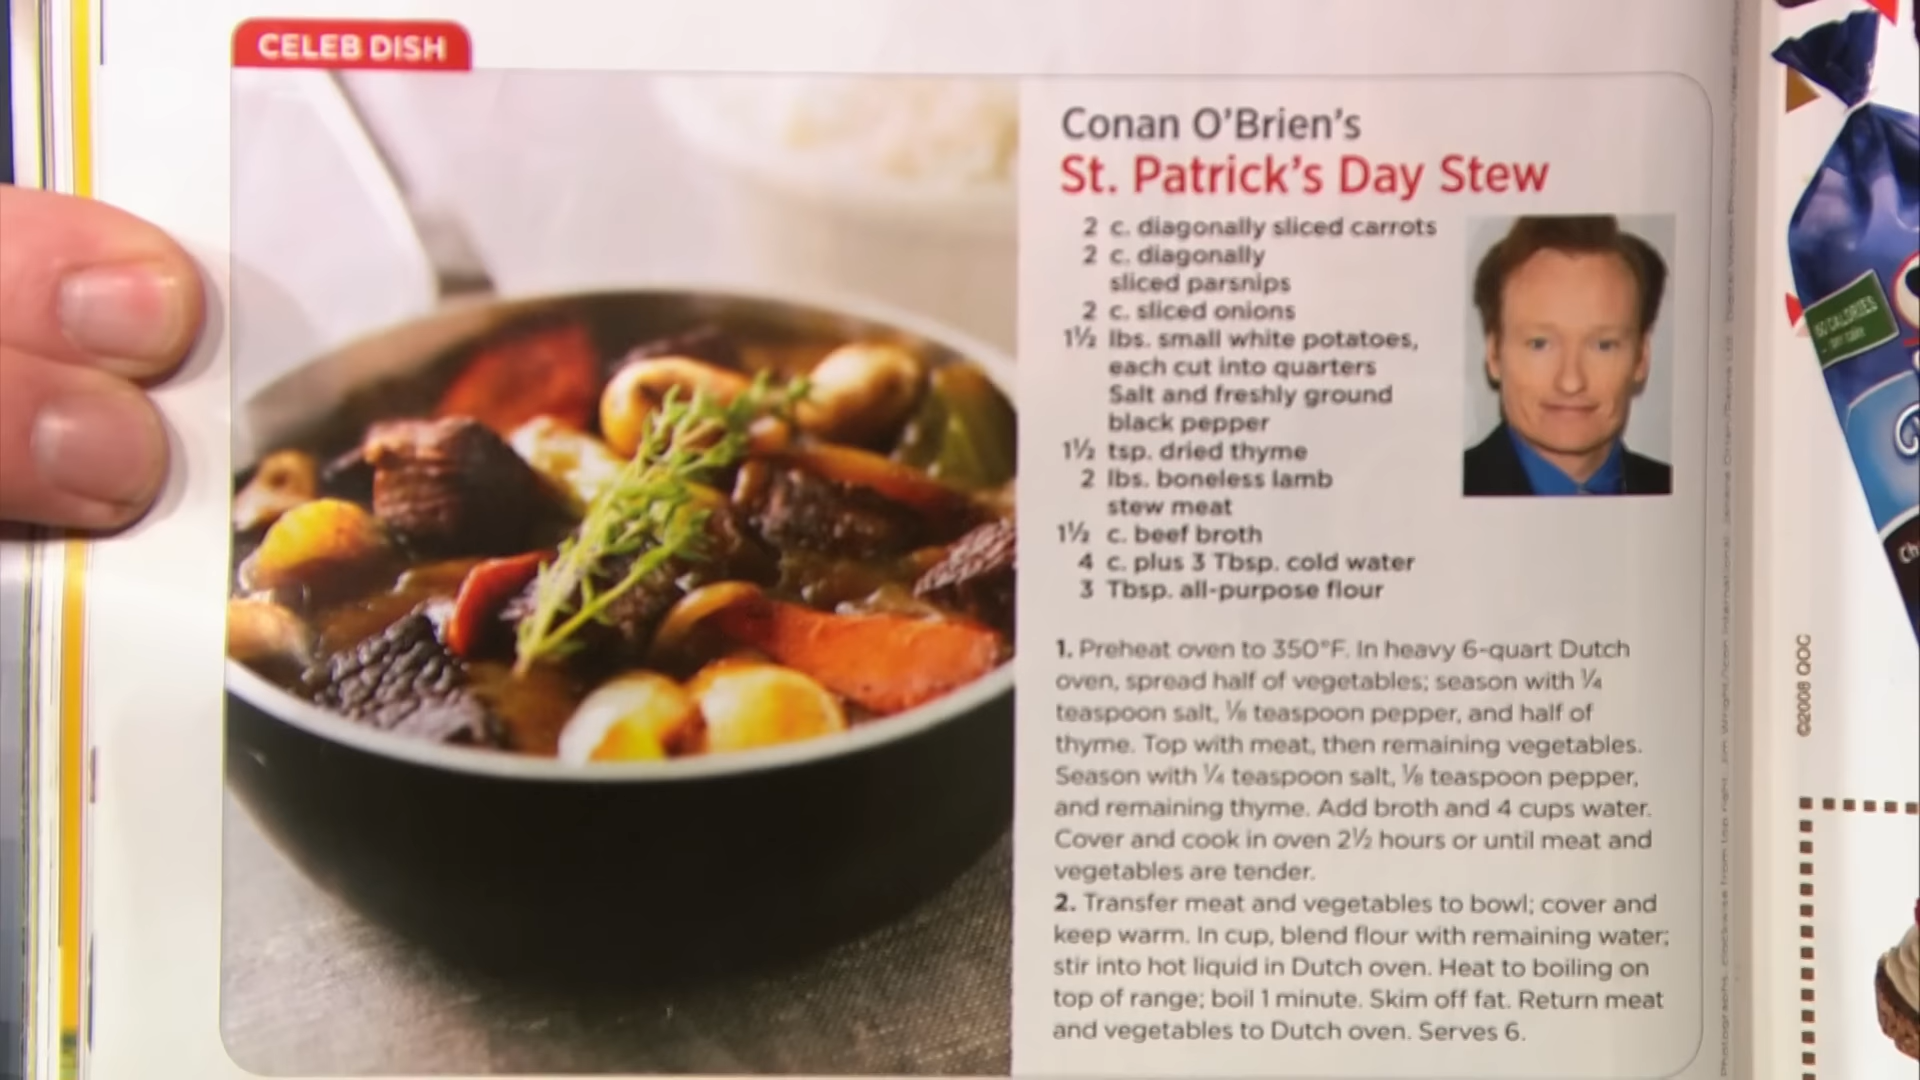 CELEB DISH
Conan O'Brien's
St. Patrick's Day Stew
2 c. diagonally sliced carrots
2 c. diagonally
sliced parsnips
2 c. sliced onions
1½ lbs. small white potatoes,
each cut into quarters
Salt and freshly ground
black pepper
1½ tsp. dried thyme
2 lbs. boneless lamb
stew meat
1½ c. beef broth
4 c. plus 3 Tbsp. cold water
3 Tbsp. all-purpose flour
1. Preheat oven to 350°F. In heavy 6-quart Dutch
oven, spread half of vegetables; season with ¼
teaspoon salt, ⅛ teaspoon pepper, and half of
thyme. Top with meat, then remaining vegetables.
Season with ¼ teaspoon salt, ⅛ teaspoon pepper,
and remaining thyme. Add broth and 4 cups water.
Cover and cook in oven 2½ hours or until meat and
vegetables are tender.
2. Transfer meat and vegetables to bowl; cover and
keep warm. In cup, blend flour with remaining water;
stir into hot liquid in Dutch oven. Heat to boiling on
top of range; boil 1 minute. Skim off fat. Return meat
and vegetables to Dutch oven. Serves 6.
CALORIES
©2008 QOC